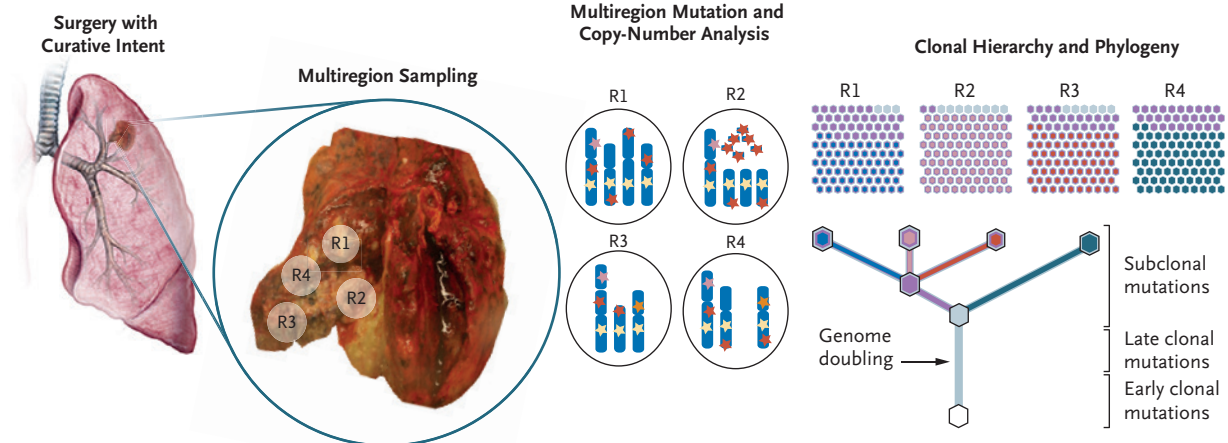 Surgery with
Curative Intent
Multiregion Sampling
R1
R4
R2
R3
Multiregion Mutation and
Copy-Number Analysis
R1
R2
R3
R4
Clonal Hierarchy and Phylogeny
R1
R2
R3
R4
Subclonal
mutations
Genome
doubling
Late clonal
mutations
Early clonal
mutations